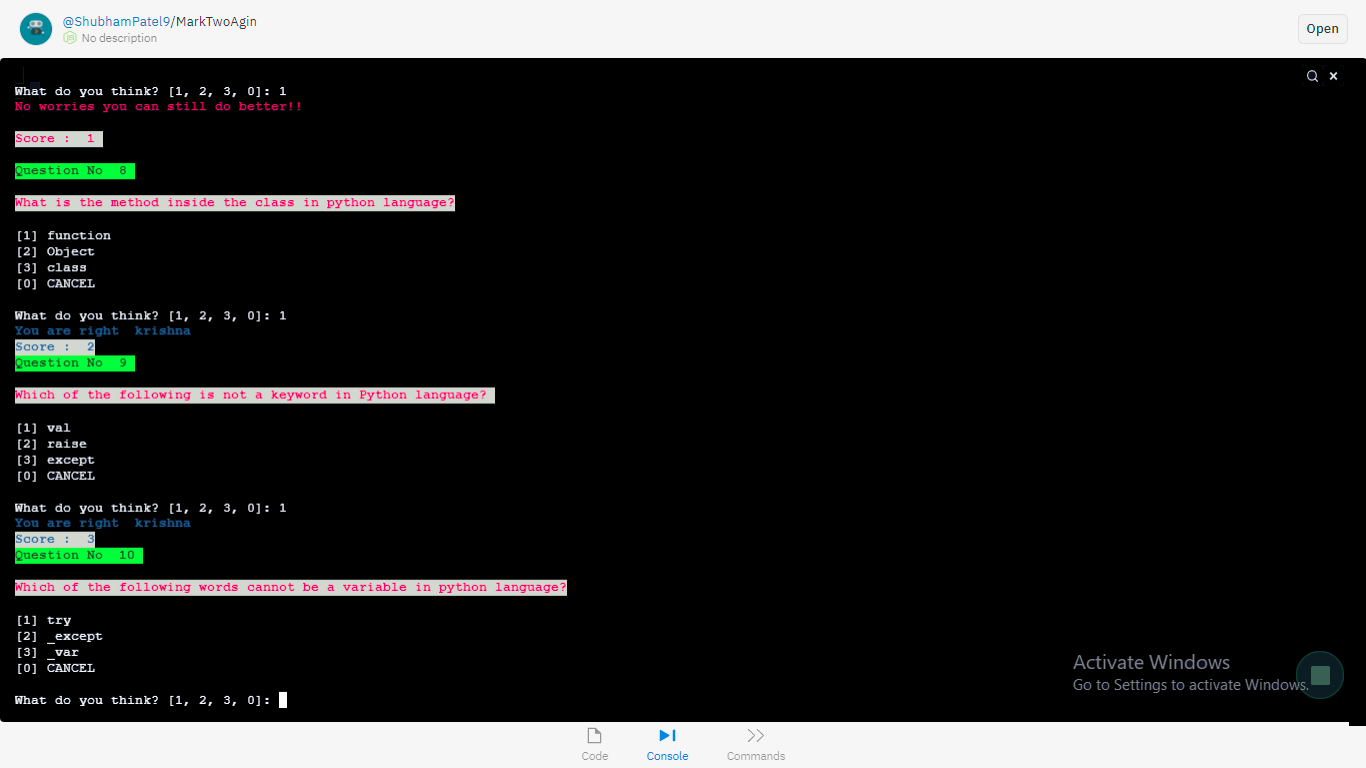 @ShubhamPatel9/MarkTwoAgin
No description
Open
What do you think? [1, 2, 3, 0]: 1
No worries you can still do better!!
Score :  1
Question No  8
What is the method inside the class in python language?
[1] function
[2] Object
[3] class
[0] CANCEL
What do you think? [1, 2, 3, 0]: 1
You are right  krishna
Score :  2
Question No  9
Which of the following is not a keyword in Python language?
[1] val
[2] raise
[3] except
[0] CANCEL
What do you think? [1, 2, 3, 0]: 1
You are right  krishna
Score :  3
Question No  10
Which of the following words cannot be a variable in python language?
[1] try
[2] _except
[3] _var
[0] CANCEL
What do you think? [1, 2, 3, 0]:
Activate Windows
Go to Settings to activate Windows.
Code
Console
Commands